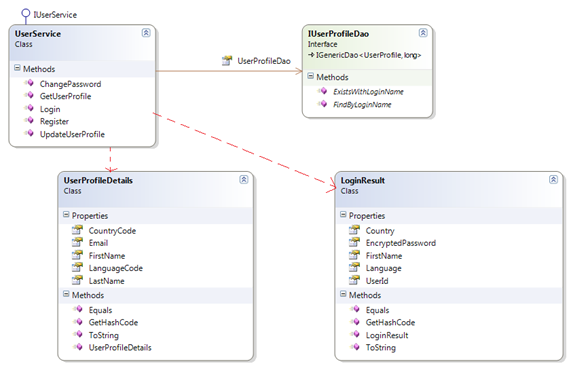 IUserService
UserService
Class
Methods
ChangePassword
GetUserProfile
Login
Register
UpdateUserProfile
UserProfileDao
IUserProfileDao
Interface
IGenericDao<UserProfile,long>
Methods
ExistsWithLoginName
FindByLoginName
UserProfileDetails
Class
Properties
CountryCode
Email
FirstName
LanguageCode
LastName
Methods
Equals
GetHashCode
ToString
UserProfileDetails
LoginResult
Class
Properties
Country
EncryptedPassword
FirstName
Language
UserId
Methods
Equals
GetHashCode
LoginResult
ToString